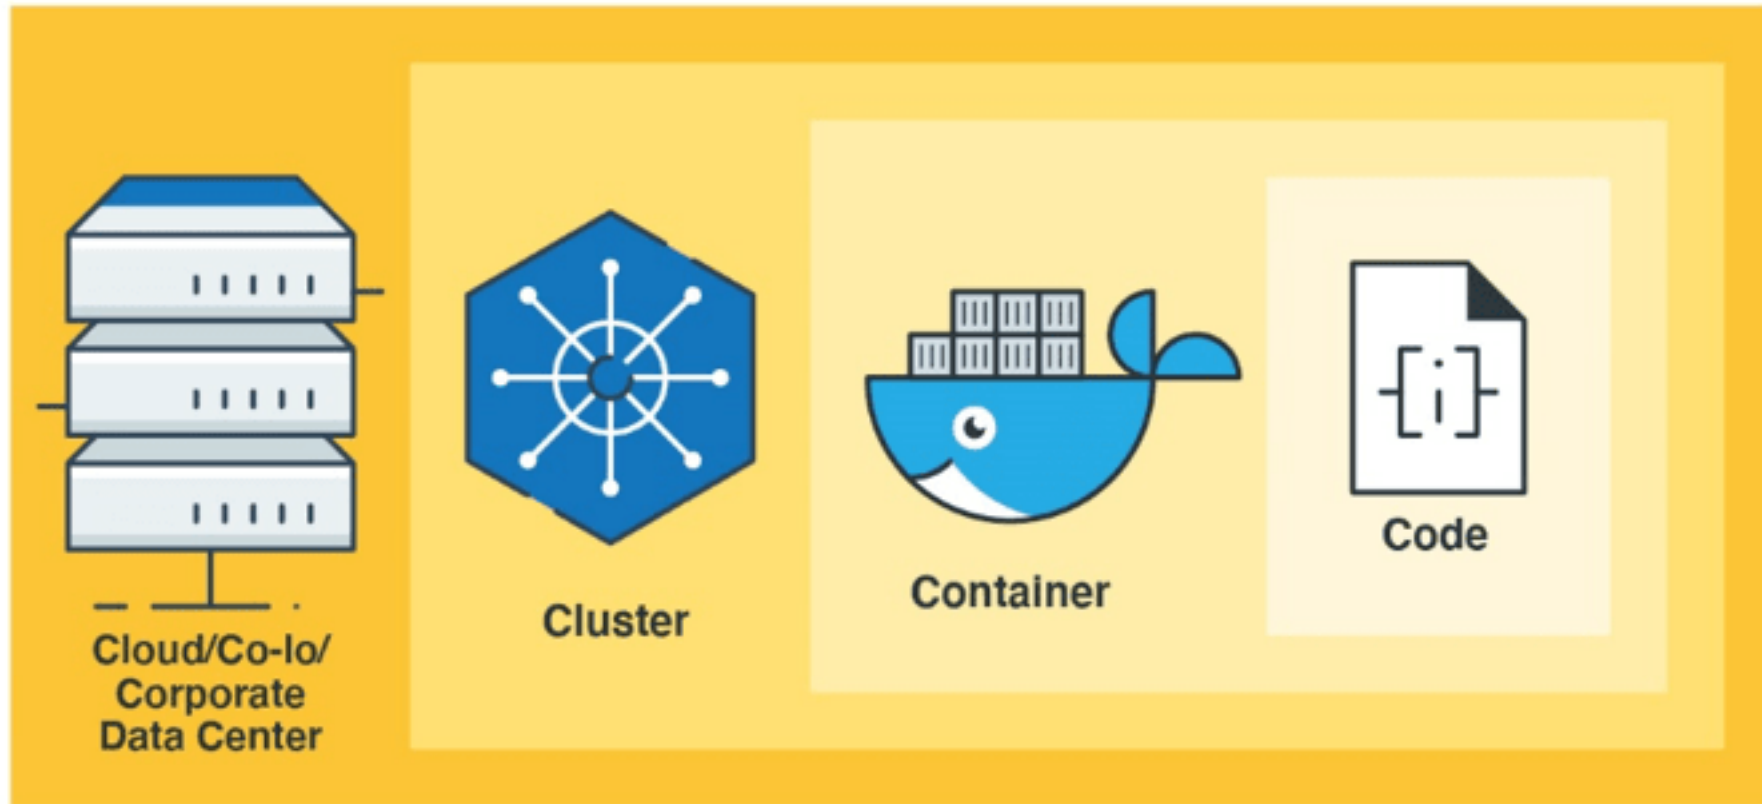 Cloud/Co-lo/
Corporate
Data Center
Cluster
Container
Code
[i]